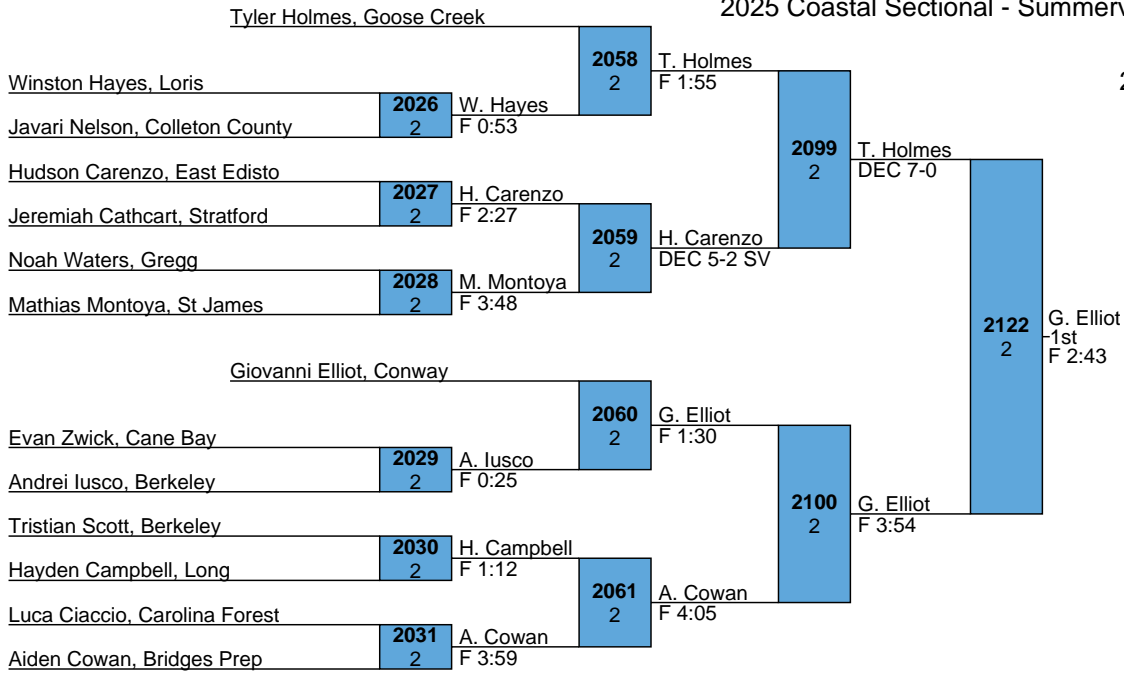 2025 Coastal Sectional - Summerv
2
Tyler Holmes, Goose Creek
2058
2
T. Holmes
F 1:55
Winston Hayes, Loris
2026
2
W. Hayes
F 0:53
Javari Nelson, Colleton County
2099
2
T. Holmes
DEC 7-0
Hudson Carenzo, East Edisto
2027
2
H. Carenzo
F 2:27
Jeremiah Cathcart, Stratford
2059
2
H. Carenzo
DEC 5-2 SV
Noah Waters, Gregg
2028
2
M. Montoya
F 3:48
Mathias Montoya, St James
2122
2
G. Elliot
1st
F 2:43
Giovanni Elliot, Conway
2060
2
G. Elliot
F 1:30
Evan Zwick, Cane Bay
2029
2
A. Iusco
F 0:25
Andrei Iusco, Berkeley
2100
2
G. Elliot
F 3:54
Tristian Scott, Berkeley
2030
2
H. Campbell
F 1:12
Hayden Campbell, Long
2061
2
A. Cowan
F 4:05
Luca Ciaccio, Carolina Forest
2031
2
A. Cowan
F 3:59
Aiden Cowan, Bridges Prep